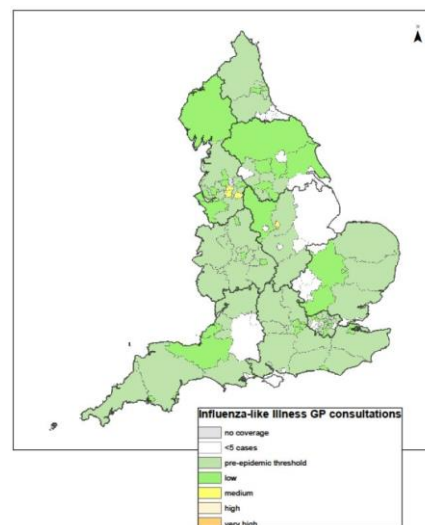 Influenza-like Illness GP consultations
no coverage
<5 cases
pre-epidemic threshold
low
medium
high
very high